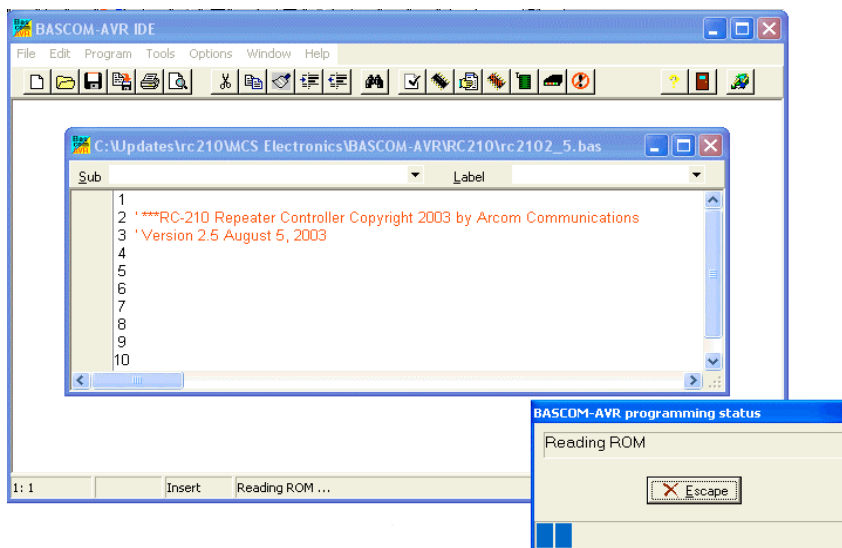 BASCOM-AVR IDE
File Edit Program Tools Options Window Help
C:\Updates\rc210\MCS Electronics\BASCOM-AVR\RC210\rc2102_5.bas
Sub Label
1
2 ' ***RC-210 Repeater Controller Copyright 2003 by Arcom Communications
3 ' Version 2.5 August 5, 2003
4
5
6
7
8
9
10
BASCOM-AVR programming status
Reading ROM
Escape
1: 1 Insert Reading ROM ...